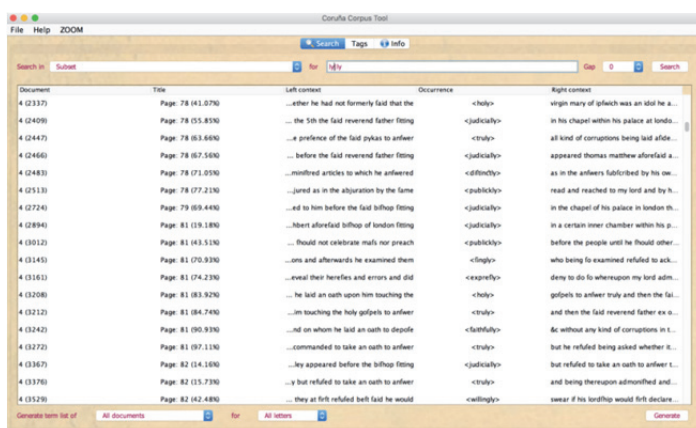 Coruña Corpus Tool
File Help ZOOM
Search Tags Info
Search in Subset for Gap 0 Search
Document Title Left context Occurrence Right context
4 (2337) Page: 78 (41.07%) ...ether he had not formerly faid that the <holy> virgin mary of ipfwich was an idol he a...
4 (2409) Page: 78 (55.85%) ... the 5th the faid reverend father fitting <judicially> in his chapel within his palace at londo...
4 (2447) Page: 78 (63.66%) ...e prefence of the faid pykas to anfwer <truly> all kind of corruptions being laid afide...
4 (2466) Page: 78 (67.56%) ... before the faid reverend father fitting <judicially> appeared thomas matthew aforefaid a...
4 (2483) Page: 78 (71.05%) ...miniftred articles to which he anfwered <diftinctly> as in the anfwers fubfcribed by his ow...
4 (2513) Page: 78 (77.21%) ...jured as in the abjuration by the fame <publickly> read and reached to my lord and by h...
4 (2724) Page: 79 (69.44%) ...ed to him before the faid bifhop fitting <judicially> in the chapel of his palace in london th...
4 (2894) Page: 81 (19.18%) ...hbert aforefaid bifhop of london fitting <judicially> in a certain inner chamber within his p...
4 (3012) Page: 81 (43.51%) ... fhould not celebrate mafs nor preach <publickly> before the people until he fhould other...
4 (3145) Page: 81 (70.93%) ...ons and afterwards he examined them <fingly> who being fo examined refufed to ack...
4 (3161) Page: 81 (74.23%) ...eveal their herefies and errors and did <exprefly> deny to do fo whereupon my lord adm...
4 (3208) Page: 81 (83.92%) ... he laid an oath upon him touching the <holy> gofpels to anfwer truly and then the fai...
4 (3212) Page: 81 (84.74%) ...im touching the holy gofpels to anfwer <truly> and then the faid reverend father ex o...
4 (3242) Page: 81 (90.93%) ...nd on whom he laid an oath to depofe <faithfully> &c without any kind of corruptions in t...
4 (3272) Page: 81 (97.11%) ...commanded to take an oath to anfwer <truly> but he refufed being asked whether it...
4 (3367) Page: 82 (14.16%) ...ley appeared before the bifhop fitting <judicially> but refufed to take an oath to anfwer t...
4 (3376) Page: 82 (15.73%) ...y but refufed to take an oath to anfwer <truly> and being thereupon admonifhed and...
4 (3529) Page: 82 (42.48%) ... they at firft refufed beft faid he would <willingly> swear if his lordfhip would firft declare...
Generate term list of All documents for All letters Generate